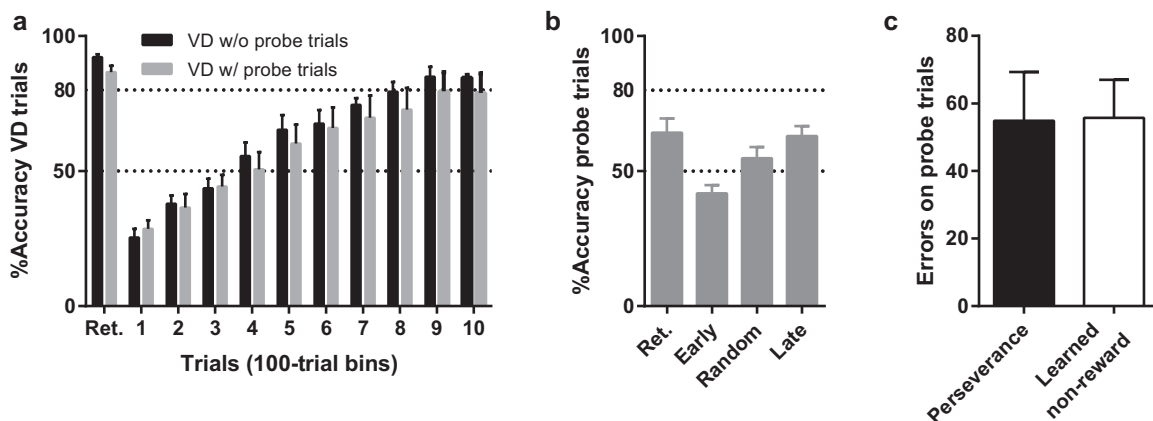 a
%Accuracy VD trials
100
80
50
0
VD w/o probe trials
VD w/ probe trials
Ret. 1 2 3 4 5 6 7 8 9 10
Trials (100-trial bins)
b
%Accuracy probe trials
100
80
50
0
Ret.
Early
Random
Late
c
Errors on probe trials
80
60
40
20
0
Perseverance
Learned
non-reward